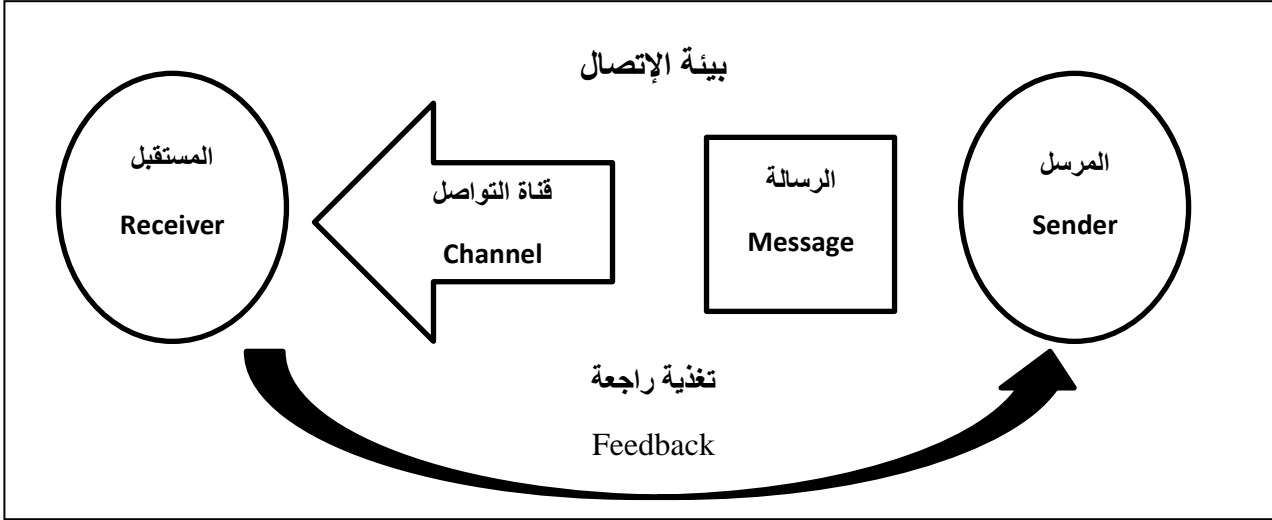 بيئة الإتصال
المرسل
Sender
الرسالة
Message
قناة التواصل
Channel
المستقبل
Receiver
تغذية راجعة
Feedback